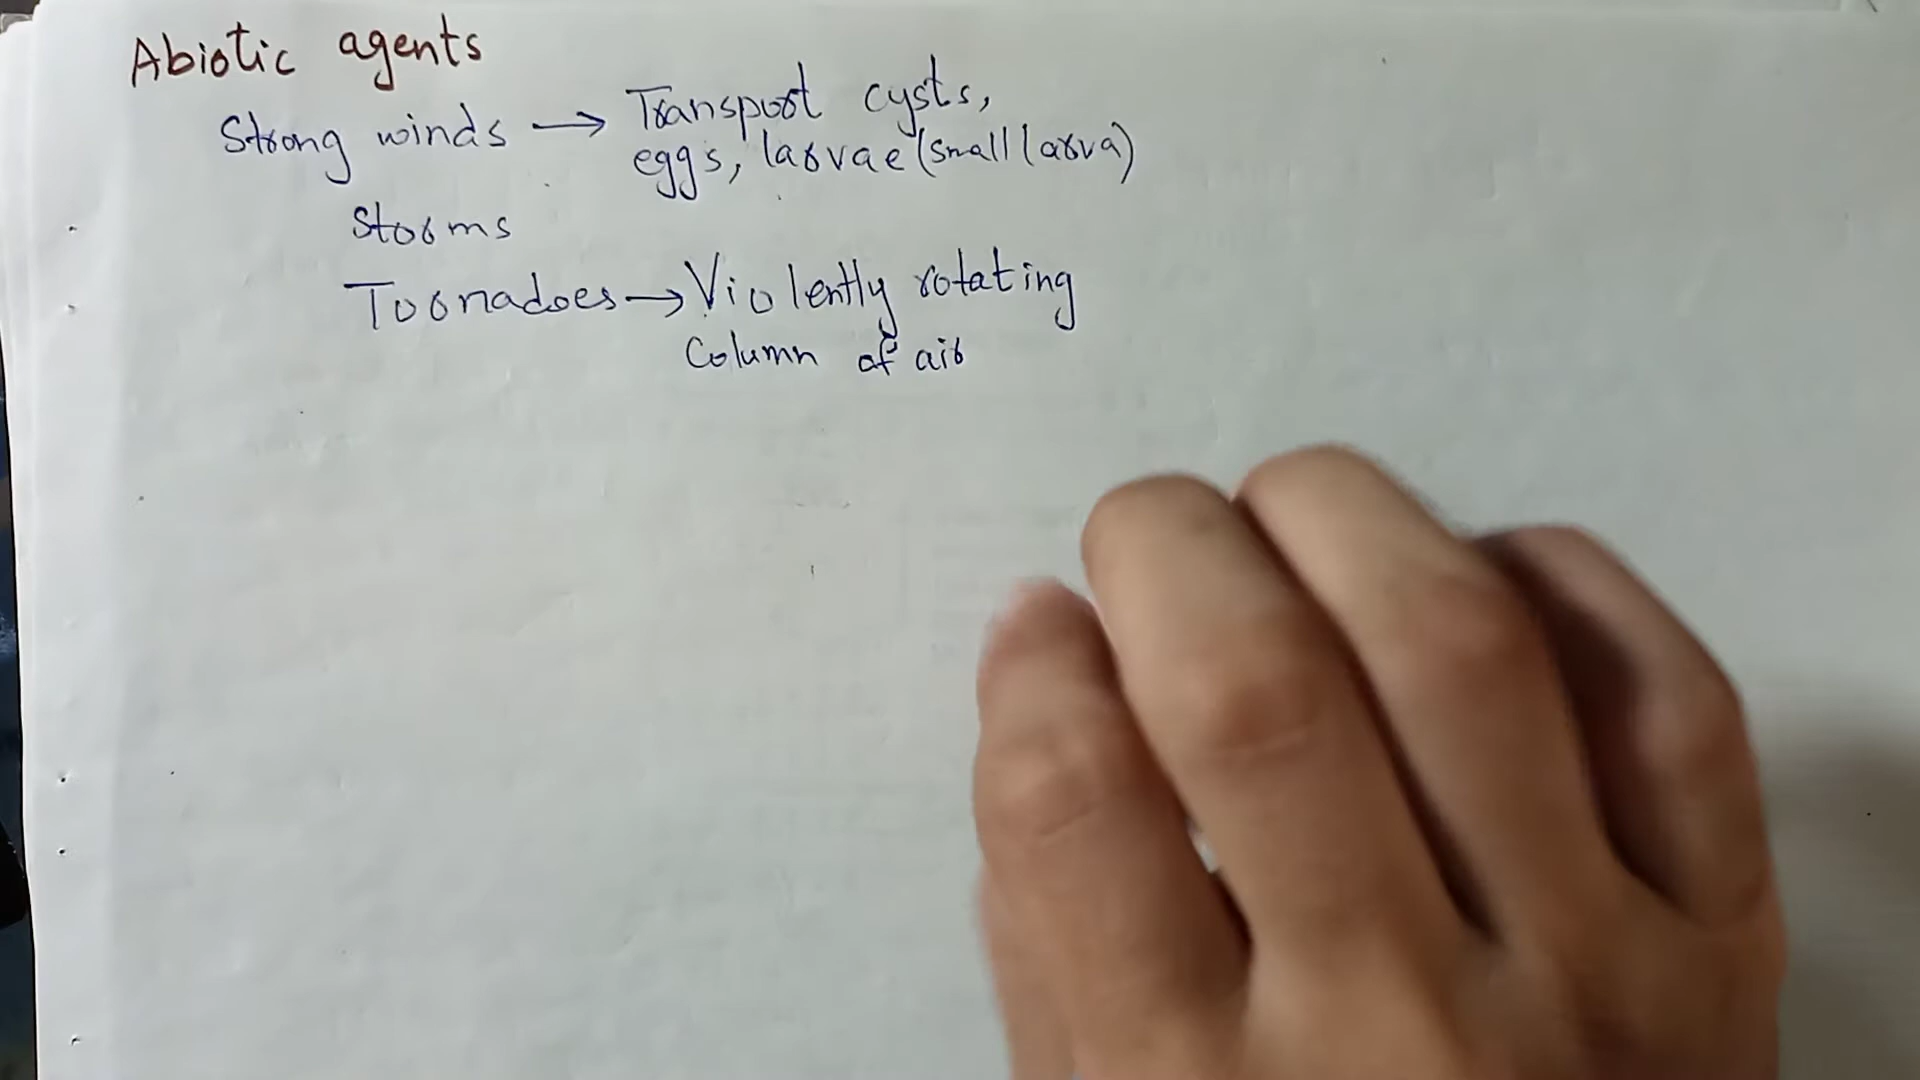 Abiotic agents
Strong winds → Transport cysts,
eggs, larvae (small larva)
Storms
Tornadoes → Violently rotating
Column of air